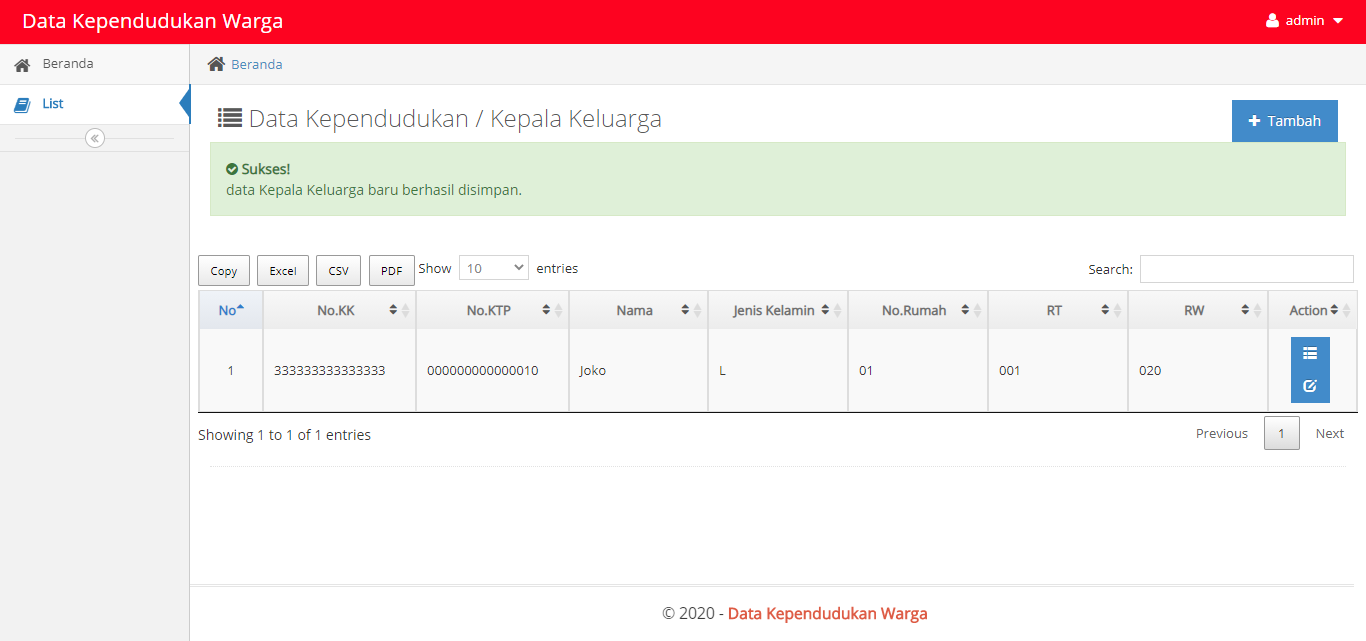 Data Kependudukan Warga
admin
Beranda
Beranda
List
Data Kependudukan / Kepala Keluarga
Tambah
Sukses!
data Kepala Keluarga baru berhasil disimpan.
Copy Excel CSV PDF Show 10 entries Search:
No No.KK No.KTP Nama Jenis Kelamin No.Rumah RT RW Action
1 333333333333333 000000000000010 Joko L 01 001 020
Showing 1 to 1 of 1 entries
Previous 1 Next
© 2020 - Data Kependudukan Warga